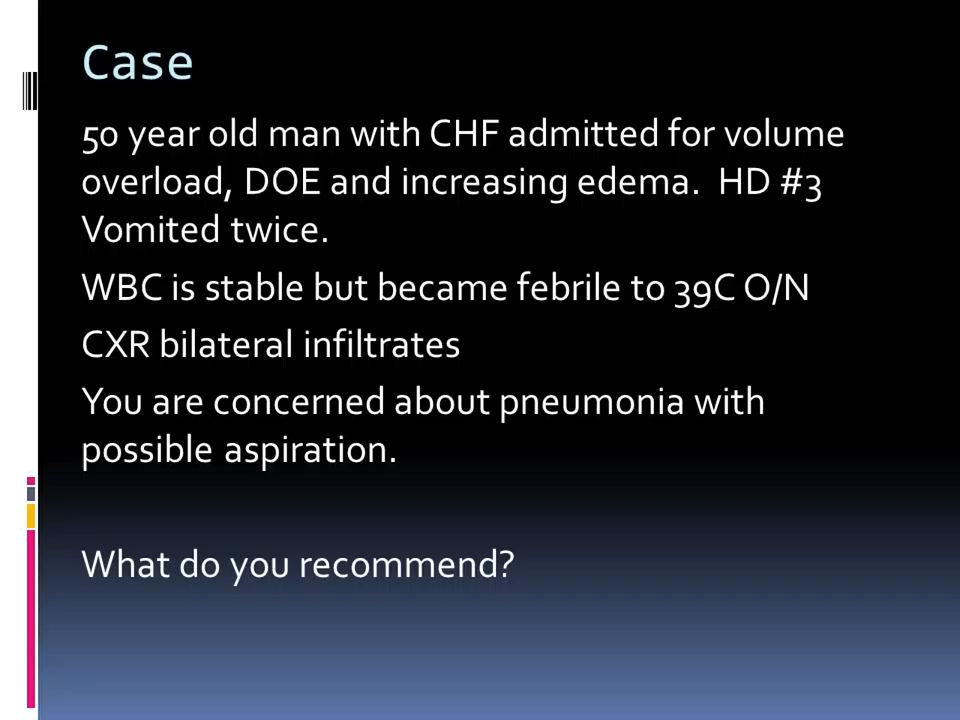 Case
50 year old man with CHF admitted for volume
overload, DOE and increasing edema.  HD #3
Vomited twice.
WBC is stable but became febrile to 39C O/N
CXR bilateral infiltrates
You are concerned about pneumonia with
possible aspiration.
What do you recommend?